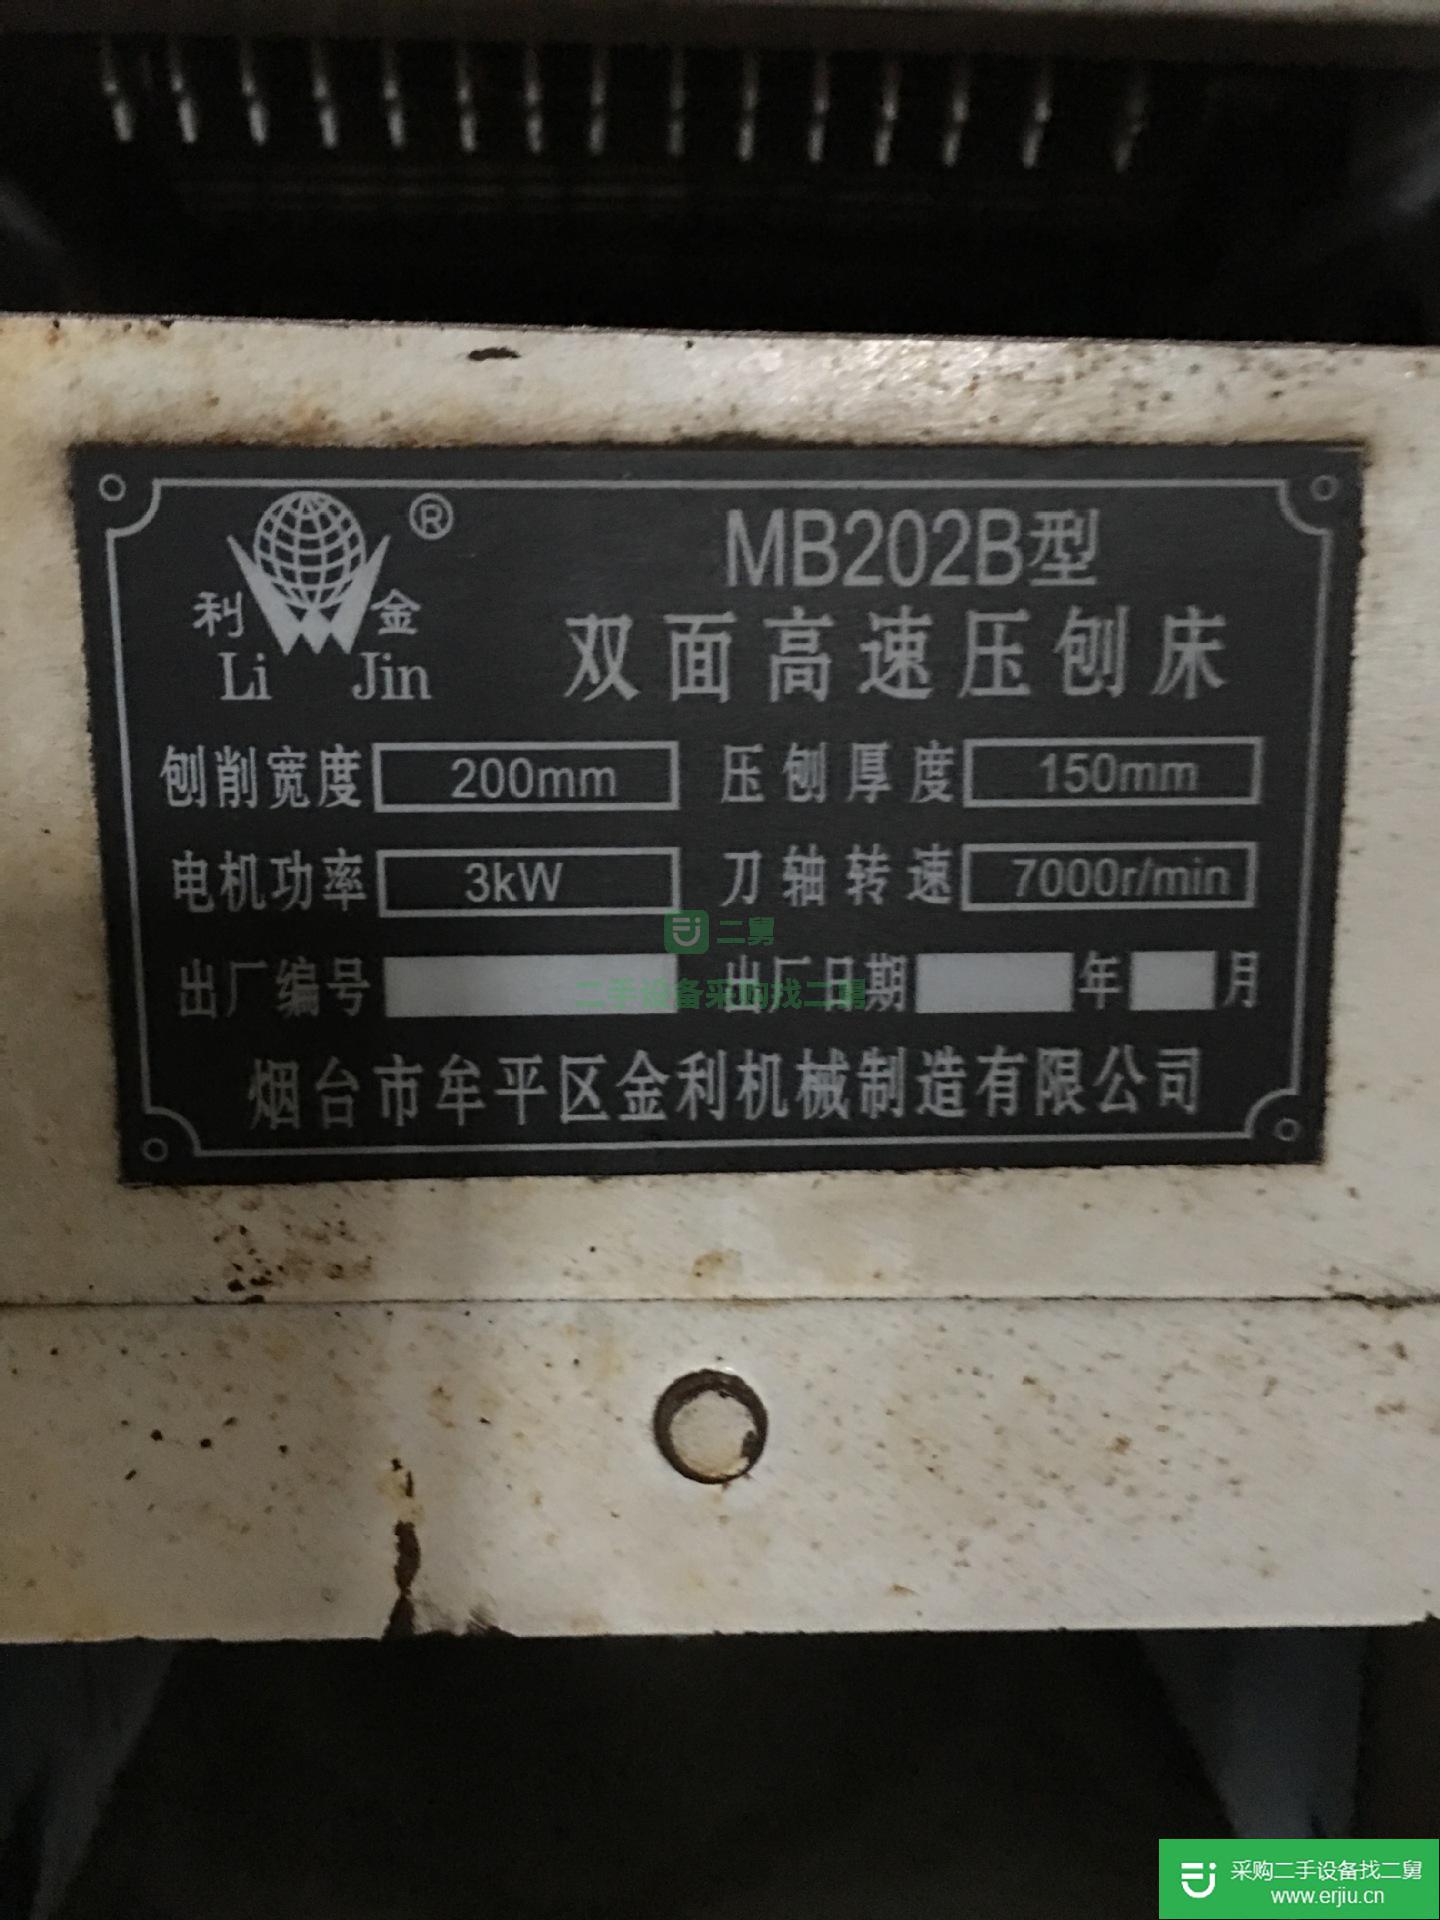 ®
MB202B型
利 金
Li Jin
双面高速压刨床
刨削宽度 200mm 压刨厚度 150mm
电机功率 3kW 刀轴转速 7000r/min
二舅
出厂编号 出厂日期 年 月
二手设备采购找二舅
烟台市牟平区金利机械制造有限公司
采购二手设备找二舅
www.erjiu.cn